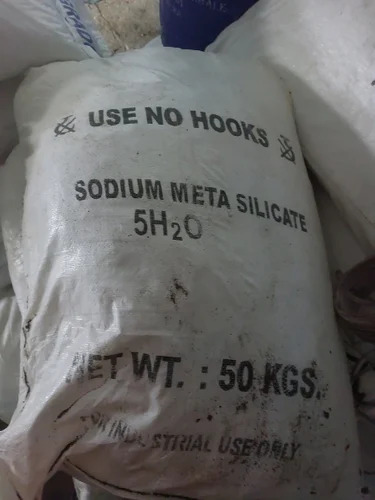 USE NO HOOKS
SODIUM META SILICATE
5H₂O
NET WT. : 50 KGS.
INDUSTRIAL USE ONLY